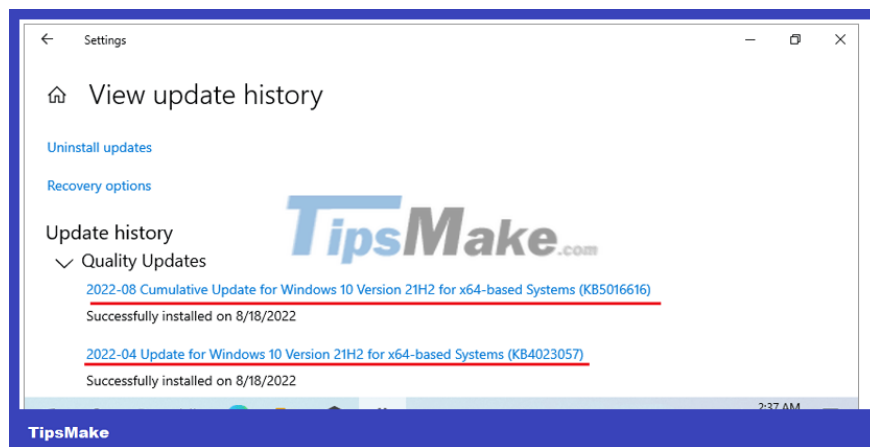 Settings
View update history
Uninstall updates
Recovery options
TipsMake.com
Update history
Quality Updates
2022-08 Cumulative Update for Windows 10 Version 21H2 for x64-based Systems (KB5016616)
Successfully installed on 8/18/2022
2022-04 Update for Windows 10 Version 21H2 for x64-based Systems (KB4023057)
Successfully installed on 8/18/2022
2:37 AM
TipsMake